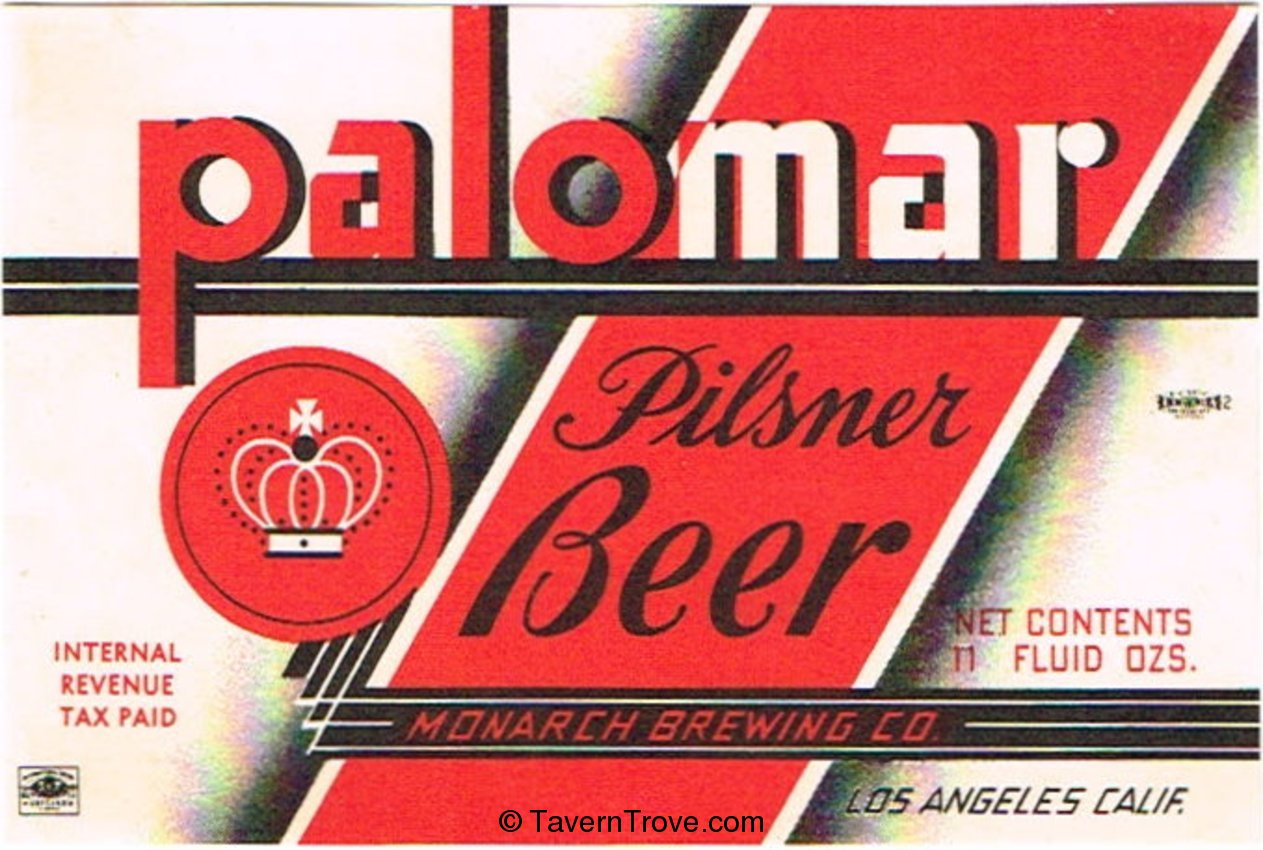 palomar
Pilsner
Beer
INTERNAL
REVENUE
TAX PAID
NET CONTENTS
11 FLUID OZS.
MONARCH BREWING CO.
LOS ANGELES CALIF.
© TavernTrove.com